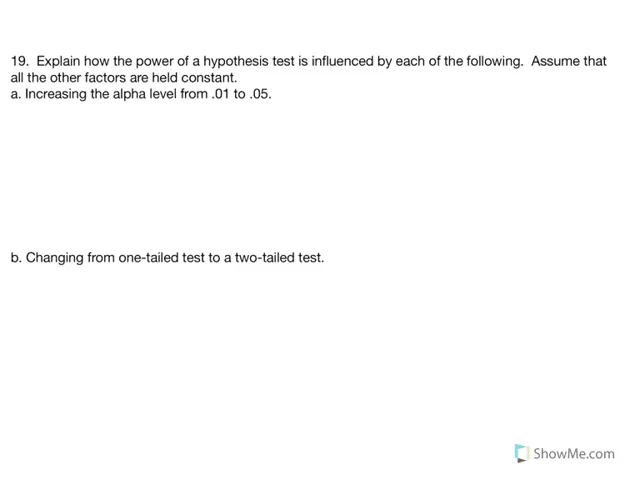 19.  Explain how the power of a hypothesis test is influenced by each of the following.  Assume that
all the other factors are held constant.
a. Increasing the alpha level from .01 to .05.
b. Changing from one-tailed test to a two-tailed test.
ShowMe.com